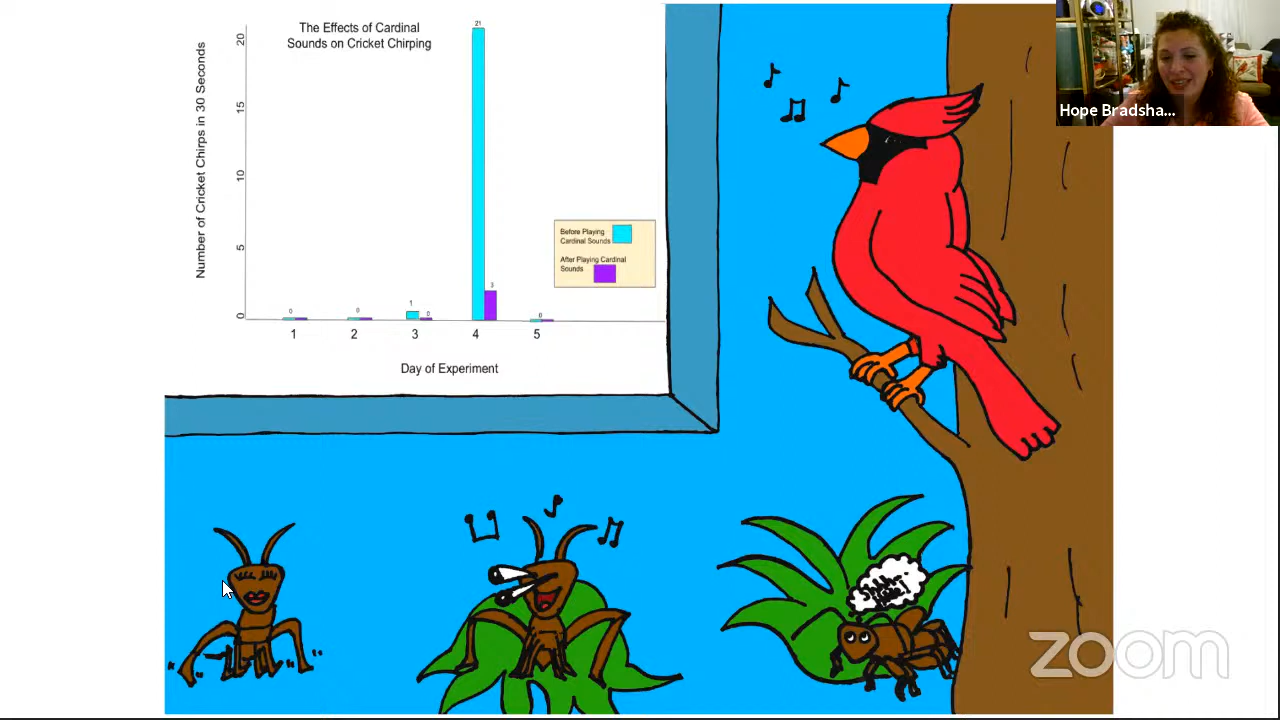 The Effects of Cardinal
Sounds on Cricket Chirping
Number of Cricket Chirps in 30 Seconds
20
15
10
5
0
0
0
1
0
21
3
0
1
2
3
4
5
Day of Experiment
Before Playing
Cardinal Sounds
After Playing Cardinal
Sounds
Hope Bradsha...
zoom